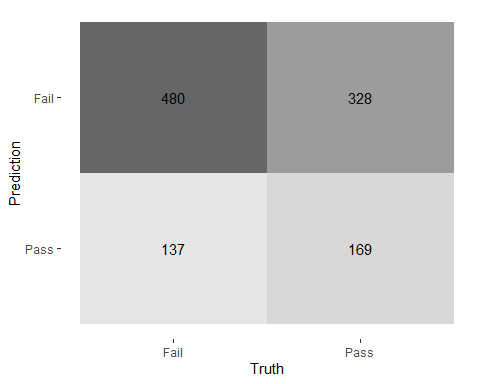 Fail
480
328
Prediction
Pass
137
169
Fail
Pass
Truth